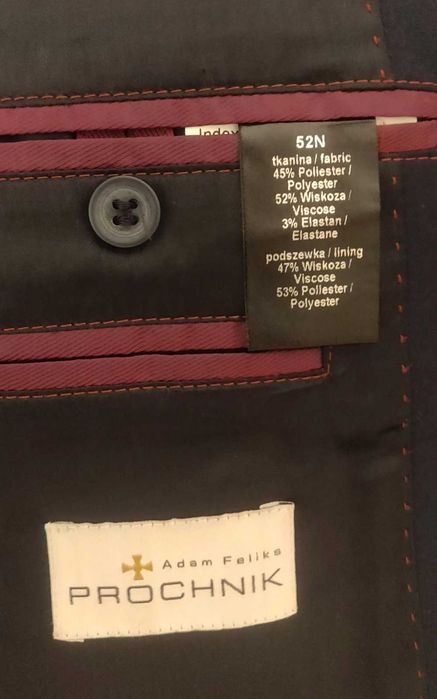 Index
52N
tkanina / fabric
45% Poliester /
Polyester
52% Wiskoza /
Viscose
3% Elastan /
Elastane
podszewka / lining
47% Wiskoza /
Viscose
53% Poliester /
Polyester
Adam Feliks
PROCHNIK